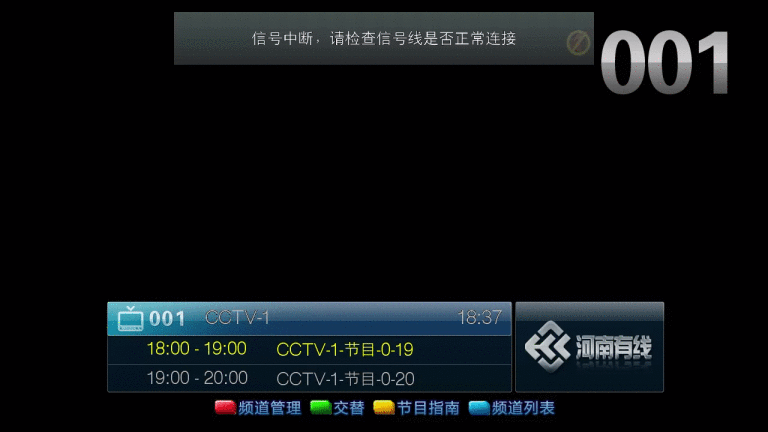 信号中断，请检查信号线是否正常连接
001
001 CCTV-1 18:37
18:00 - 19:00 CCTV-1-节目-0-19
19:00 - 20:00 CCTV-1-节目-0-20
河南有线
频道管理 交替 节目指南 频道列表